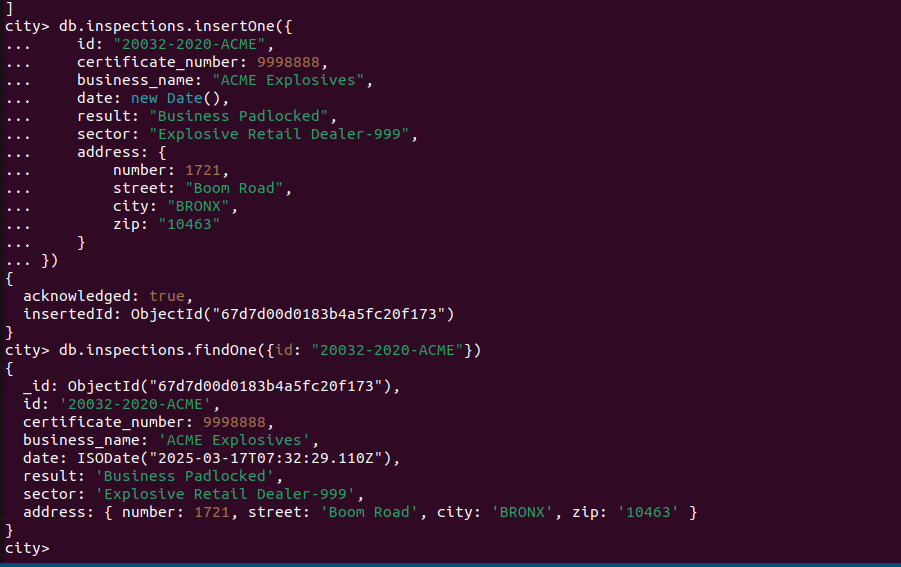 ]
city> db.inspections.insertOne({
...     id: "20032-2020-ACME",
...     certificate_number: 9998888,
...     business_name: "ACME Explosives",
...     date: new Date(),
...     result: "Business Padlocked",
...     sector: "Explosive Retail Dealer-999",
...     address: {
...         number: 1721,
...         street: "Boom Road",
...         city: "BRONX",
...         zip: "10463"
...     }
... })
{
  acknowledged: true,
  insertedId: ObjectId("67d7d00d0183b4a5fc20f173")
}
city> db.inspections.findOne({id: "20032-2020-ACME"})
{
  _id: ObjectId("67d7d00d0183b4a5fc20f173"),
  id: '20032-2020-ACME',
  certificate_number: 9998888,
  business_name: 'ACME Explosives',
  date: ISODate("2025-03-17T07:32:29.110Z"),
  result: 'Business Padlocked',
  sector: 'Explosive Retail Dealer-999',
  address: { number: 1721, street: 'Boom Road', city: 'BRONX', zip: '10463' }
}
city>